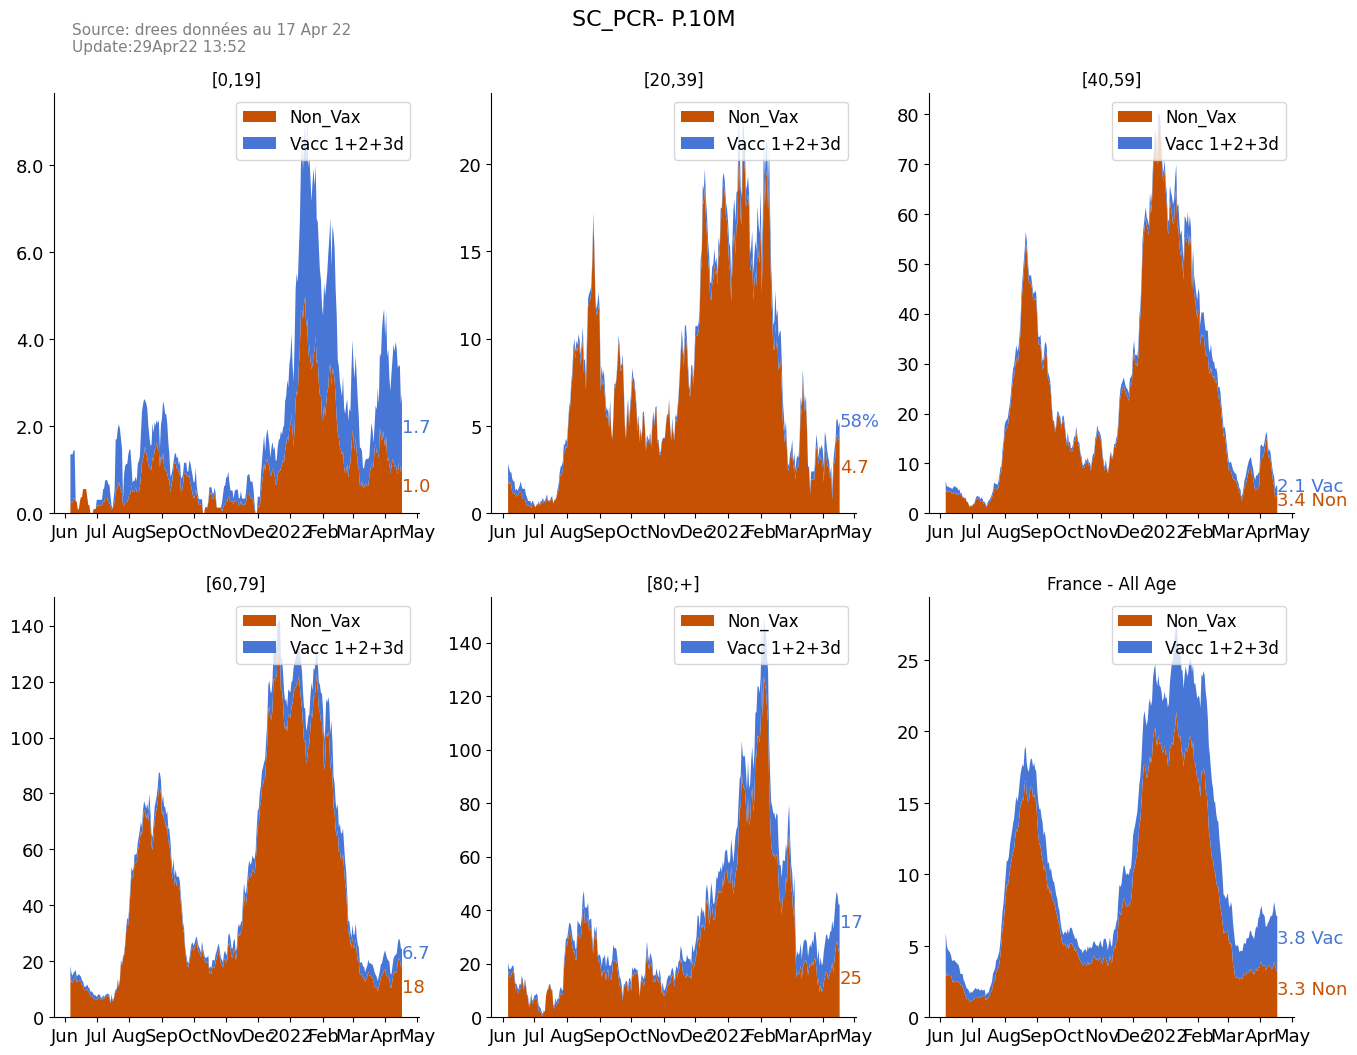 SC_PCR- P.10M
Source: drees données au 17 Apr 22
Update:29Apr22 13:52
[0,19]
Non_Vax
Vacc 1+2+3d
8.0
6.0
4.0
2.0
0.0
1.7
1.0
Jun Jul Aug Sep Oct Nov Dec 2022 Feb Mar Apr May
[20,39]
Non_Vax
Vacc 1+2+3d
20
15
10
5
0
58%
4.7
Jun Jul Aug Sep Oct Nov Dec 2022 Feb Mar Apr May
[40,59]
Non_Vax
Vacc 1+2+3d
80
70
60
50
40
30
20
10
0
2.1 Vac
3.4 Non
Jun Jul Aug Sep Oct Nov Dec 2022 Feb Mar Apr May
[60,79]
Non_Vax
Vacc 1+2+3d
140
120
100
80
60
40
20
0
6.7
18
Jun Jul Aug Sep Oct Nov Dec 2022 Feb Mar Apr May
[80;+]
Non_Vax
Vacc 1+2+3d
140
120
100
80
60
40
20
0
17
25
Jun Jul Aug Sep Oct Nov Dec 2022 Feb Mar Apr May
France - All Age
Non_Vax
Vacc 1+2+3d
25
20
15
10
5
0
3.8 Vac
3.3 Non
Jun Jul Aug Sep Oct Nov Dec 2022 Feb Mar Apr May